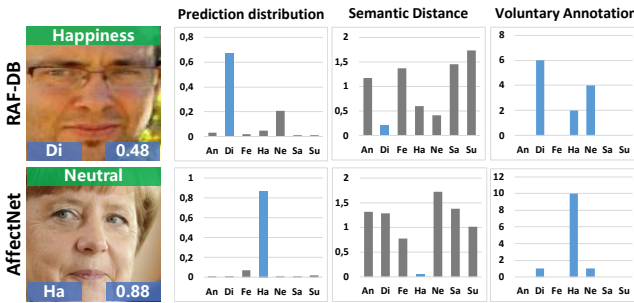 Prediction distribution Semantic Distance Voluntary Annotation
RAF-DB
Happiness
Di 0.48
0,8
0,6
0,4
0,2
0
An Di Fe Ha Ne Sa Su
2
1,5
1
0,5
0
An Di Fe Ha Ne Sa Su
8
6
4
2
0
An Di Fe Ha Ne Sa Su
AffectNet
Neutral
Ha 0.88
1
0,8
0,6
0,4
0,2
0
An Di Fe Ha Ne Sa Su
2
1,5
1
0,5
0
An Di Fe Ha Ne Sa Su
12
10
8
6
4
2
0
An Di Fe Ha Ne Sa Su